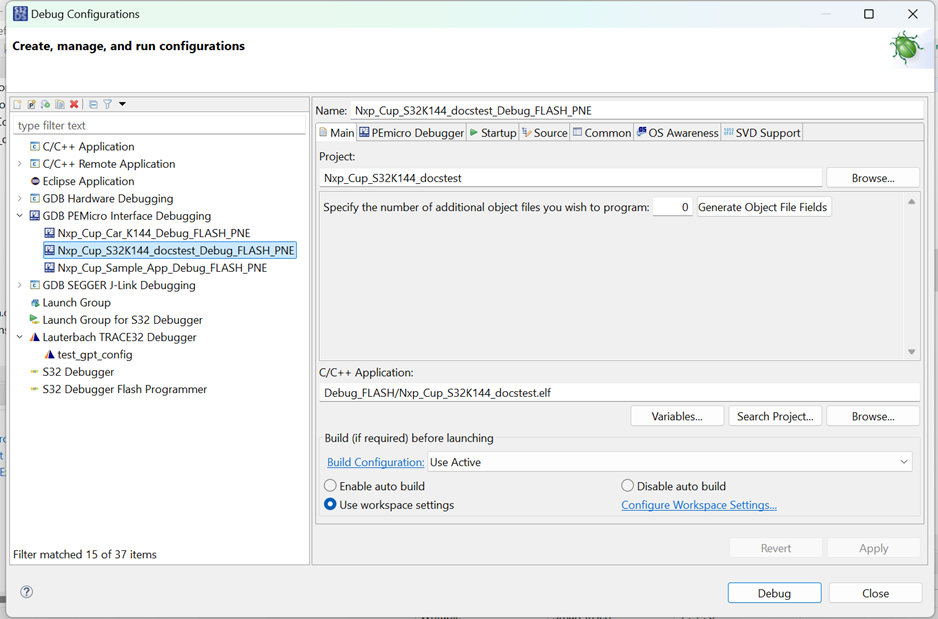 S32
DS
Debug Configurations
Create, manage, and run configurations
type filter text
C/C++ Application
C/C++ Remote Application
Eclipse Application
GDB Hardware Debugging
GDB PEMicro Interface Debugging
Nxp_Cup_Car_K144_Debug_FLASH_PNE
Nxp_Cup_S32K144_docstest_Debug_FLASH_PNE
Nxp_Cup_Sample_App_Debug_FLASH_PNE
GDB SEGGER J-Link Debugging
Launch Group
Launch Group for S32 Debugger
Lauterbach TRACE32 Debugger
test_gpt_config
S32 Debugger
S32 Debugger Flash Programmer
Filter matched 15 of 37 items
Name: Nxp_Cup_S32K144_docstest_Debug_FLASH_PNE
Main PEmicro Debugger Startup Source Common OS Awareness SVD Support
Project:
Nxp_Cup_S32K144_docstest Browse...
Specify the number of additional object files you wish to program: 0 Generate Object File Fields
C/C++ Application:
Debug_FLASH/Nxp_Cup_S32K144_docstest.elf
Variables... Search Project... Browse...
Build (if required) before launching
Build Configuration: Use Active
Enable auto build Disable auto build
Use workspace settings Configure Workspace Settings...
Revert Apply
? Debug Close